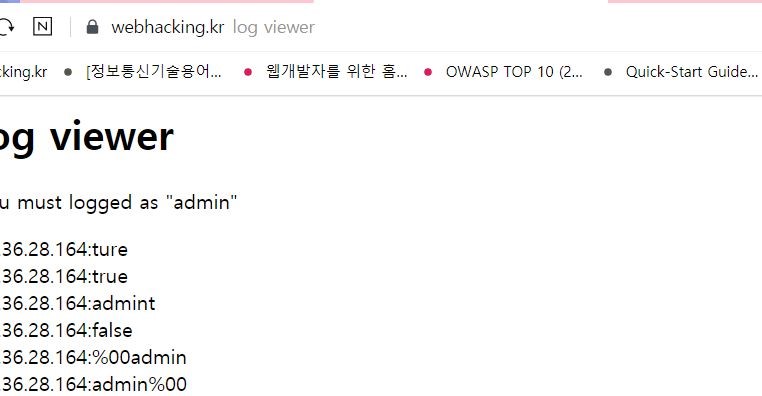 N webhacking.kr log viewer
king.kr • [정보통신기술용어... • 웹개발자를 위한 홈... • OWASP TOP 10 (2... • Quick-Start Guide...
og viewer
u must logged as "admin"
.36.28.164:ture
.36.28.164:true
.36.28.164:admint
.36.28.164:false
.36.28.164:%00admin
.36.28.164:admin%00